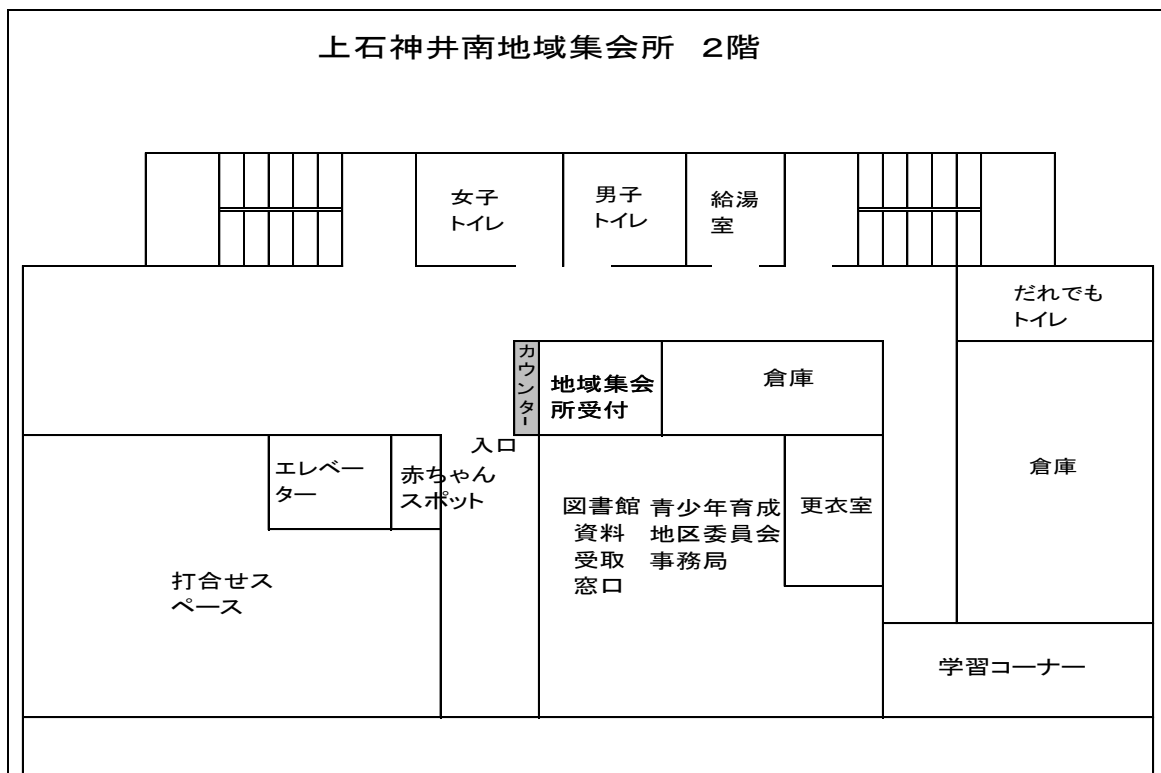 上石神井南地域集会所 2階
女子
トイレ
男子
トイレ
給湯
室
だれでも
トイレ
カウンター
地域集会
所受付
倉庫
倉庫
入口
エレベー
ター
赤ちゃん
スポット
図書館
資料
受取
窓口
青少年育成
地区委員会
事務局
更衣室
打合せス
ペース
学習コーナー